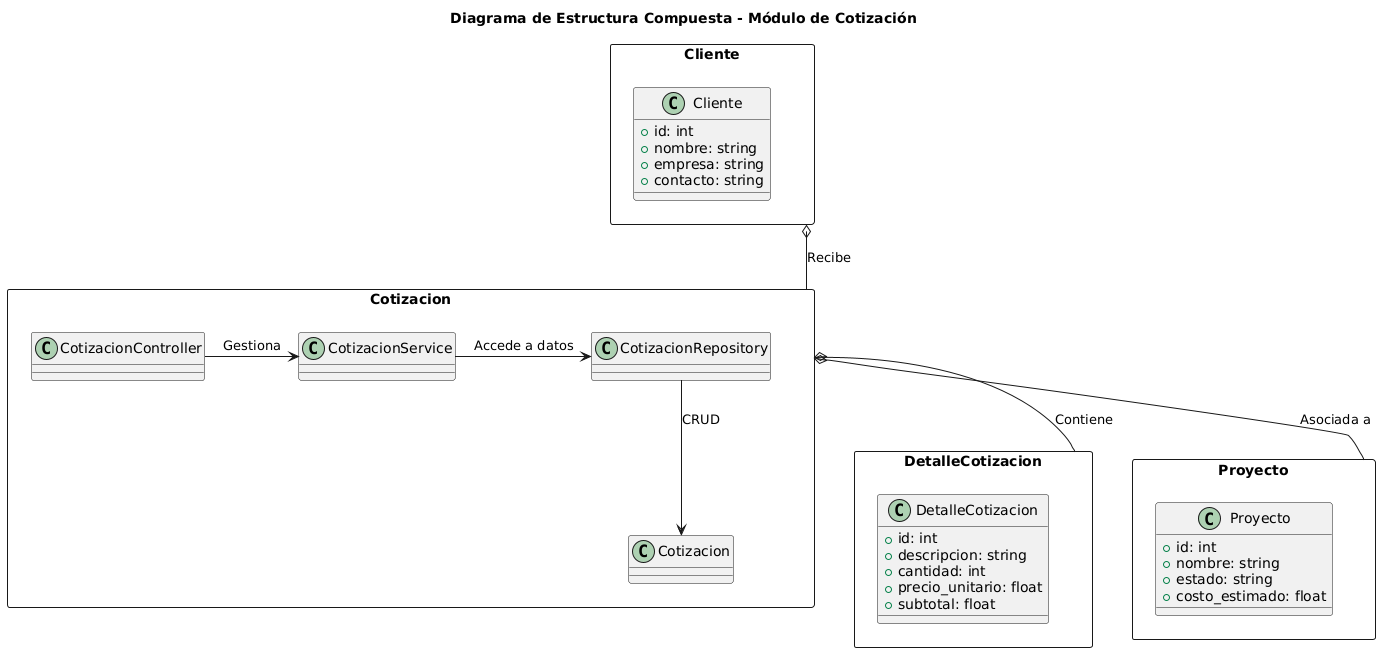 Diagrama de Estructura Compuesta - Módulo de Cotización
Cliente
C Cliente
id: int
nombre: string
empresa: string
contacto: string
Recibe
Cotizacion
C CotizacionController
Gestiona
C CotizacionService
Accede a datos
C CotizacionRepository
CRUD
C Cotizacion
Contiene
Asociada a
DetalleCotizacion
C DetalleCotizacion
id: int
descripcion: string
cantidad: int
precio_unitario: float
subtotal: float
Proyecto
C Proyecto
id: int
nombre: string
estado: string
costo_estimado: float